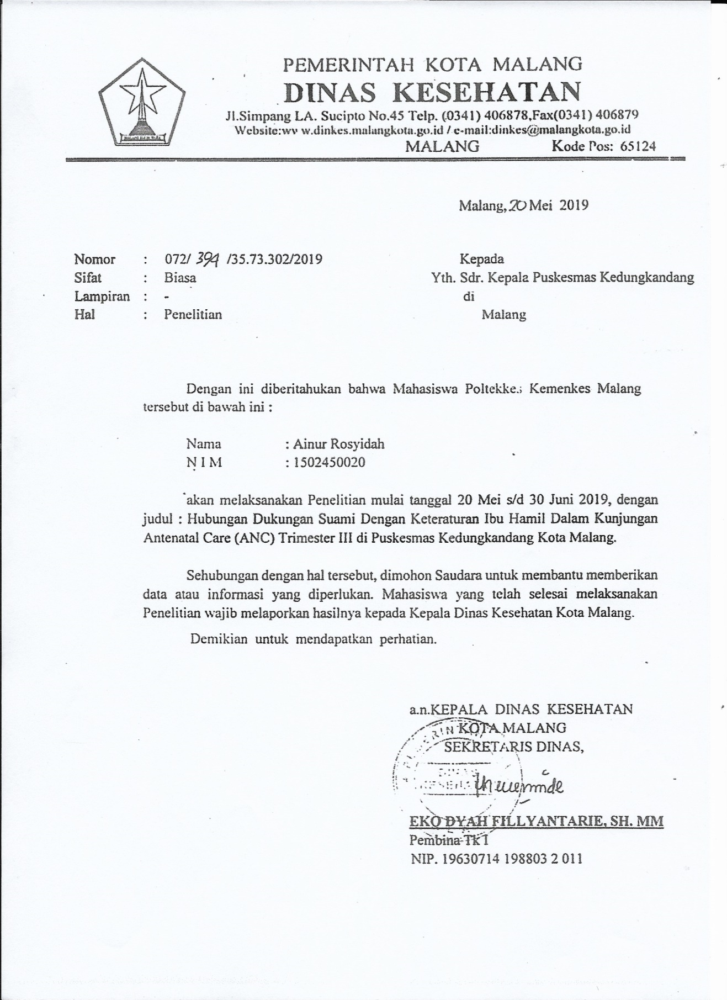 PEMERINTAH KOTA MALANG
DINAS KESEHATAN
Jl.Simpang LA. Sucipto No.45 Telp. (0341) 406878,Fax(0341) 406879
Website:www.dinkes.malangkota.go.id / e-mail:dinkes@malangkota.go.id
MALANG Kode Pos: 65124
Malang, 20 Mei 2019
Nomor : 072/ 394 /35.73.302/2019
Sifat : Biasa
Lampiran : -
Hal : Penelitian
Kepada
Yth. Sdr. Kepala Puskesmas Kedungkandang
di
Malang
Dengan ini diberitahukan bahwa Mahasiswa Poltekkes Kemenkes Malang
tersebut di bawah ini :
Nama : Ainur Rosyidah
N I M : 1502450020
akan melaksanakan Penelitian mulai tanggal 20 Mei s/d 30 Juni 2019, dengan
judul : Hubungan Dukungan Suami Dengan Keteraturan Ibu Hamil Dalam Kunjungan
Antenatal Care (ANC) Trimester III di Puskesmas Kedungkandang Kota Malang.
Sehubungan dengan hal tersebut, dimohon Saudara untuk membantu memberikan
data atau informasi yang diperlukan. Mahasiswa yang telah selesai melaksanakan
Penelitian wajib melaporkan hasilnya kepada Kepala Dinas Kesehatan Kota Malang.
Demikian untuk mendapatkan perhatian.
a.n.KEPALA DINAS KESEHATAN
KOTA MALANG
SEKRETARIS DINAS,
DINAS
EKO DYAH FILLYANTARIE, SH. MM
Pembina Tk I
NIP. 19630714 198803 2 011